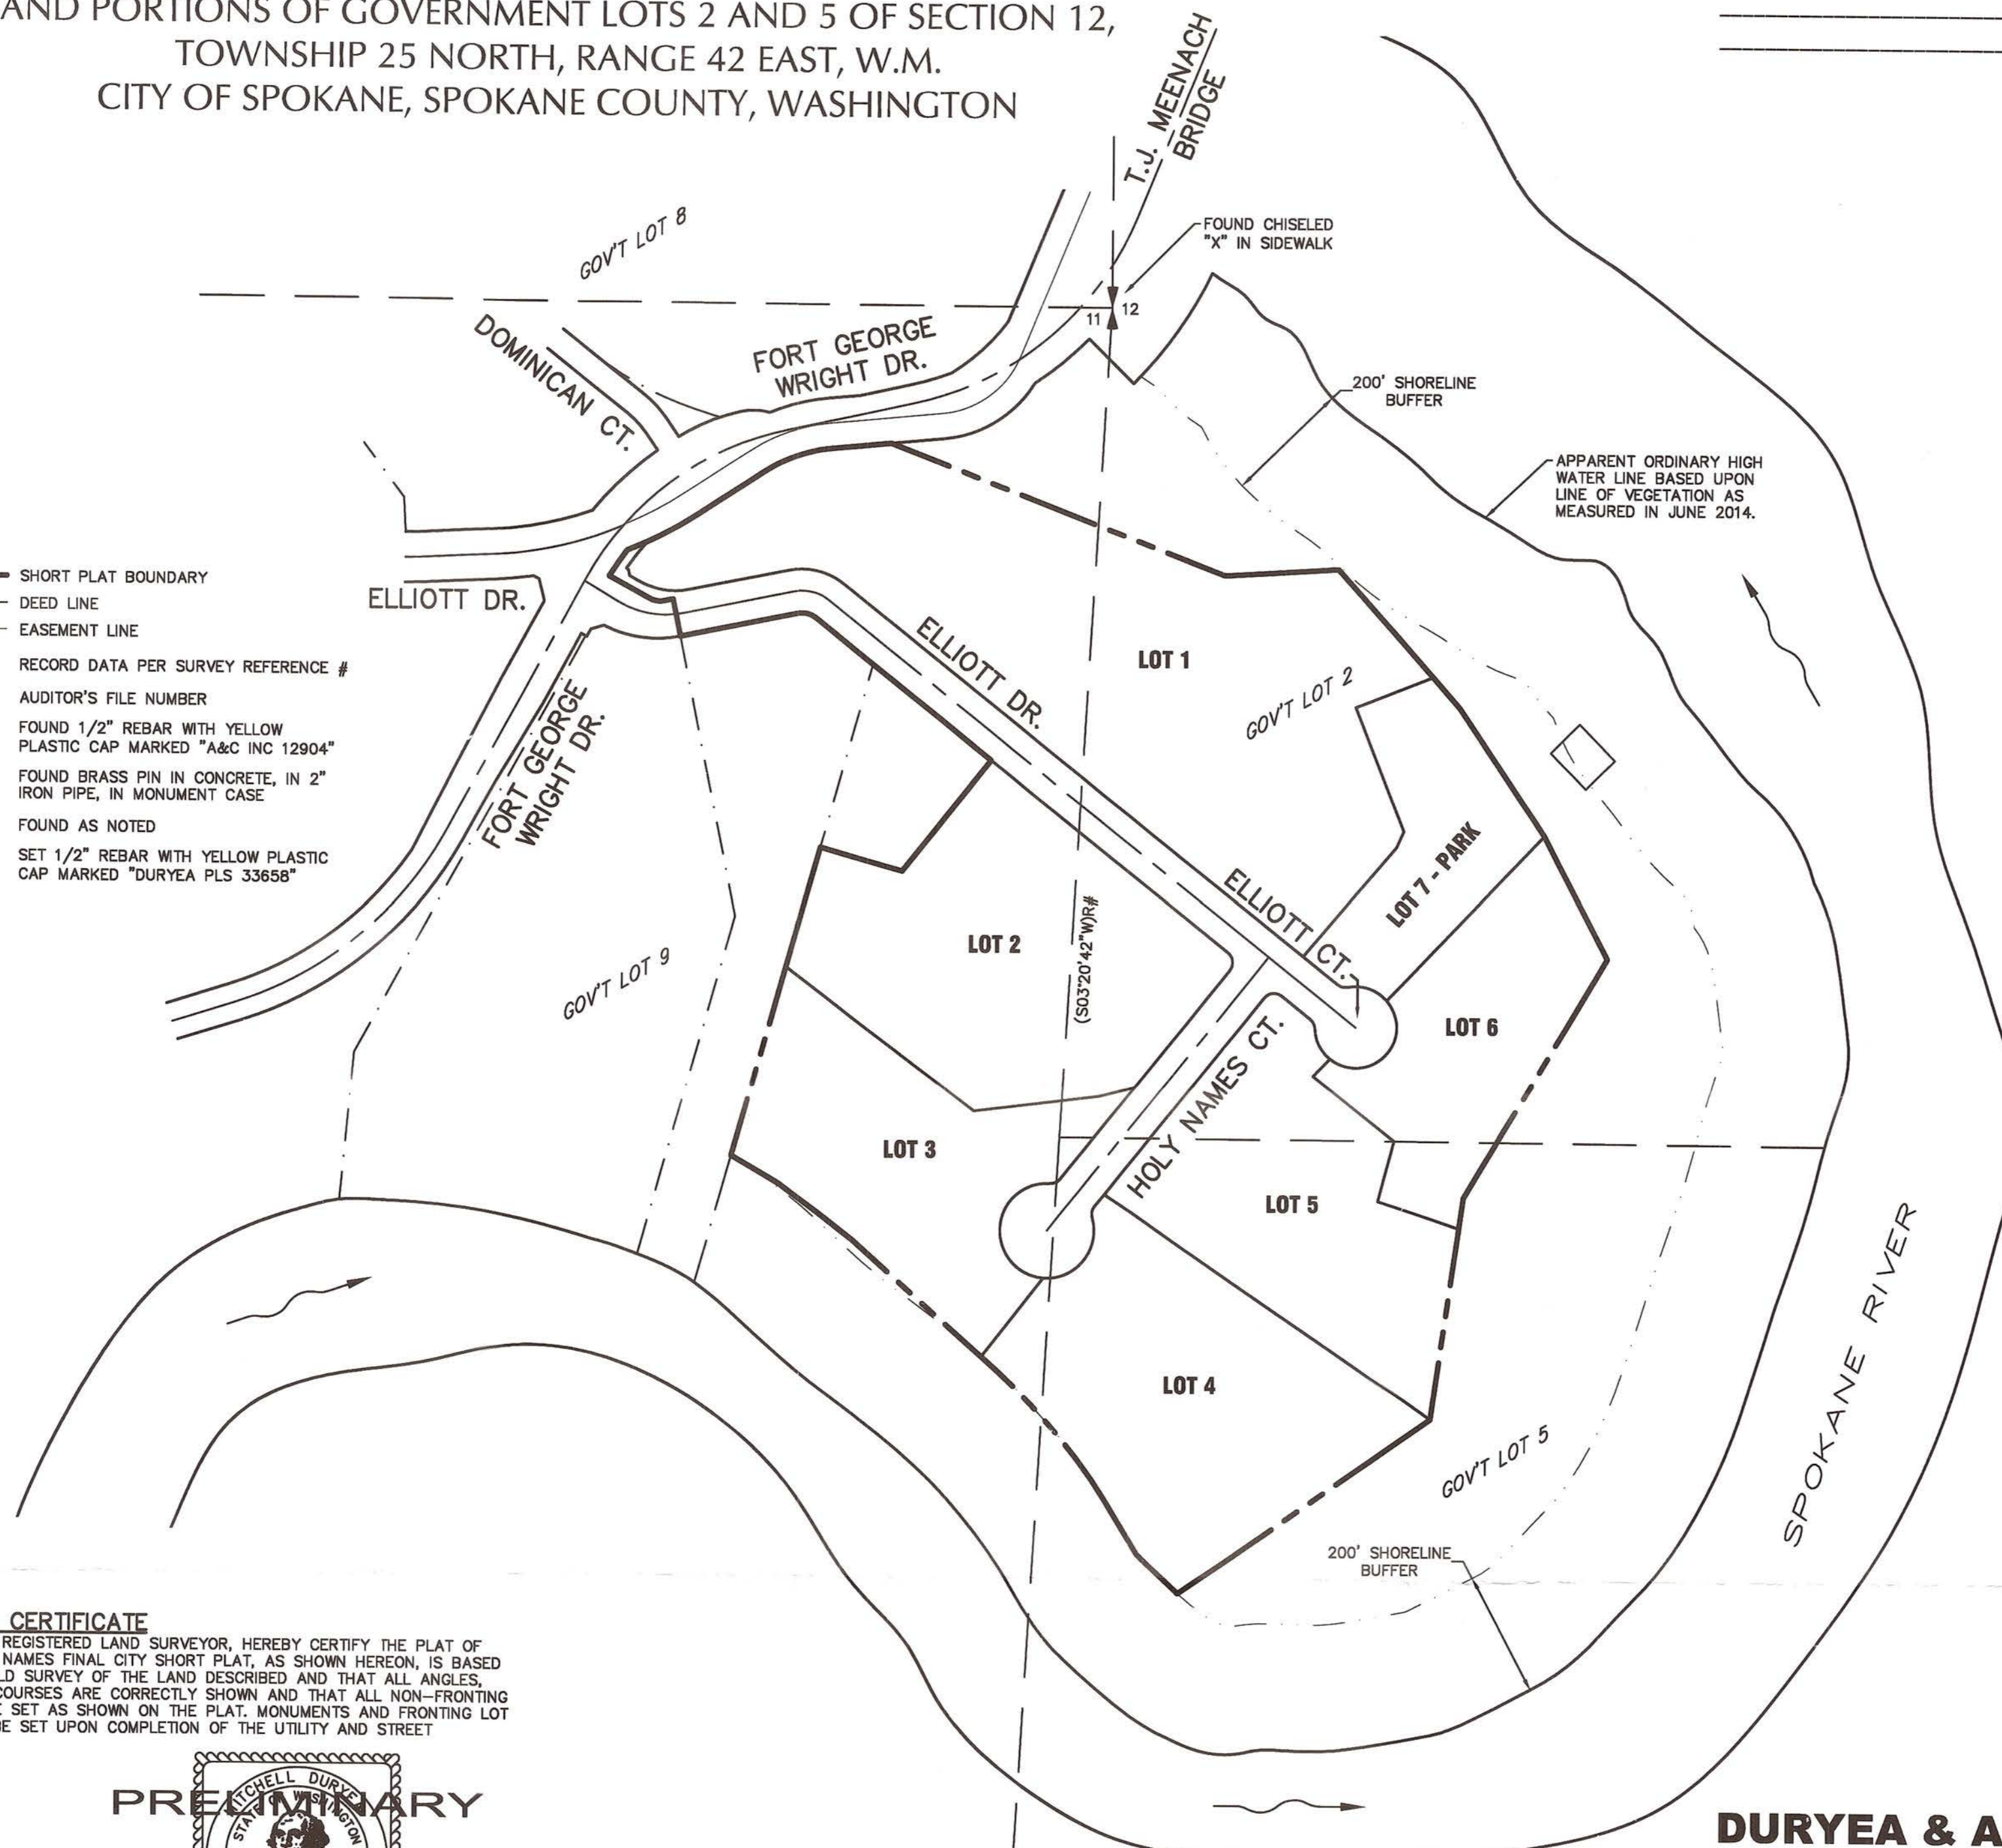 AND PORTIONS OF GOVERNMENT LOTS 2 AND 5 OF SECTION 12,
TOWNSHIP 25 NORTH, RANGE 42 EAST, W.M.
CITY OF SPOKANE, SPOKANE COUNTY, WASHINGTON
T.J. MEENACH
BRIDGE
GOV'T LOT 8
FOUND CHISELED
"X" IN SIDEWALK
11
12
DOMINICAN CT.
FORT GEORGE
WRIGHT DR.
200' SHORELINE
BUFFER
APPARENT ORDINARY HIGH
WATER LINE BASED UPON
LINE OF VEGETATION AS
MEASURED IN JUNE 2014.
SHORT PLAT BOUNDARY
DEED LINE
EASEMENT LINE
RECORD DATA PER SURVEY REFERENCE #
AUDITOR'S FILE NUMBER
FOUND 1/2" REBAR WITH YELLOW
PLASTIC CAP MARKED "A&C INC 12904"
FOUND BRASS PIN IN CONCRETE, IN 2"
IRON PIPE, IN MONUMENT CASE
FOUND AS NOTED
SET 1/2" REBAR WITH YELLOW PLASTIC
CAP MARKED "DURYEA PLS 33658"
ELLIOTT DR.
ELLIOTT DR.
LOT 1
GOV'T LOT 2
FORT GEORGE
WRIGHT DR.
LOT 7 - PARK
ELLIOTT CT.
LOT 2
(S03°20'42"W)R#
GOV'T LOT 9
LOT 6
HOLY NAMES CT.
LOT 3
LOT 5
LOT 4
GOV'T LOT 5
SPOKANE RIVER
200' SHORELINE
BUFFER
CERTIFICATE
REGISTERED LAND SURVEYOR, HEREBY CERTIFY THE PLAT OF
NAMES FINAL CITY SHORT PLAT, AS SHOWN HEREON, IS BASED
LD SURVEY OF THE LAND DESCRIBED AND THAT ALL ANGLES,
COURSES ARE CORRECTLY SHOWN AND THAT ALL NON-FRONTING
SET AS SHOWN ON THE PLAT. MONUMENTS AND FRONTING LOT
BE SET UPON COMPLETION OF THE UTILITY AND STREET
PRELIMINARY
ITCHELL DURYEA
STATE OF WASHINGTON
DURYEA & A